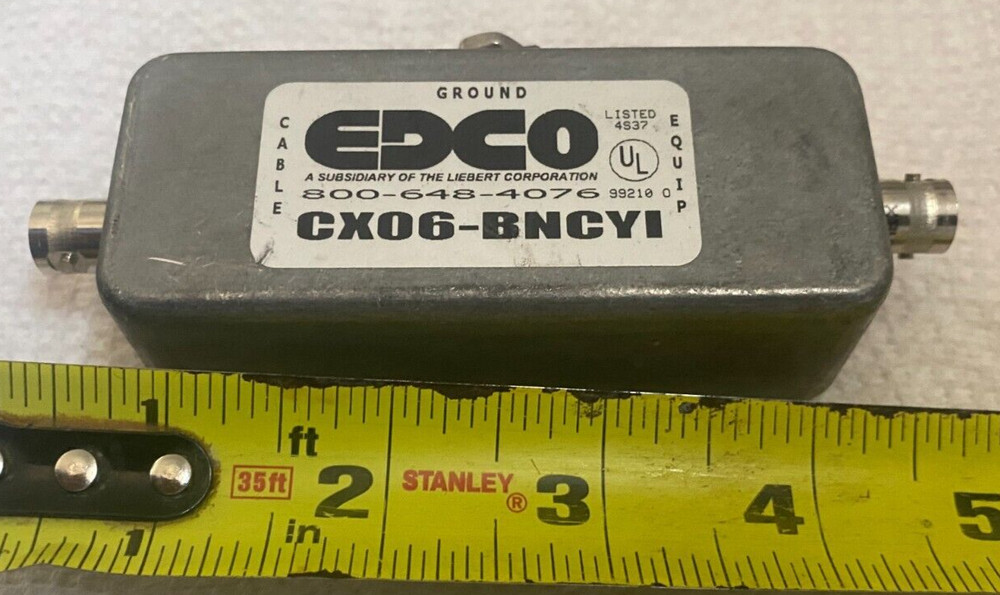 GROUND
CABLE
EDCO
LISTED
4S37
UL
EQUIP
A SUBSIDIARY OF THE LIEBERT CORPORATION
800-648-4076
99210 0
CX06-BNCYI
1
ft
35ft
2
STANLEY®
3
4
5
in
1